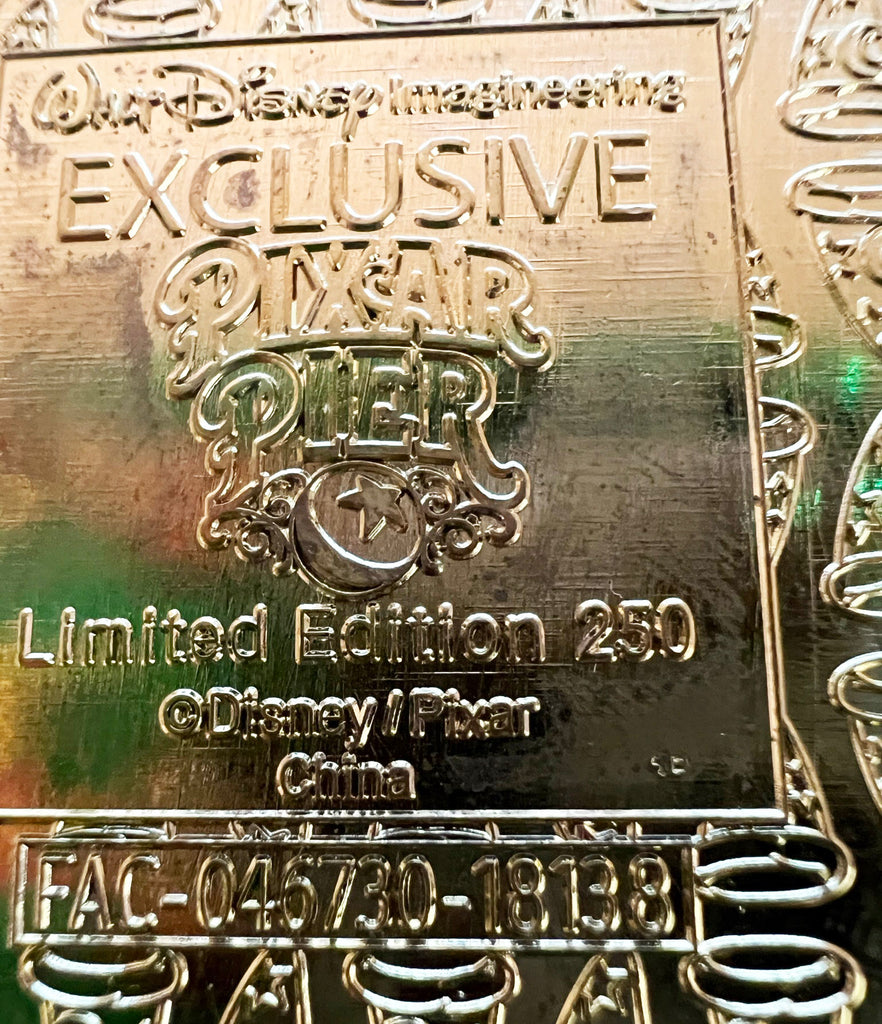 Walt Disney Imagineering
EXCLUSIVE
PIXAR
PIER
Limited Edition 250
©Disney/Pixar
China
FAC-046730-18138